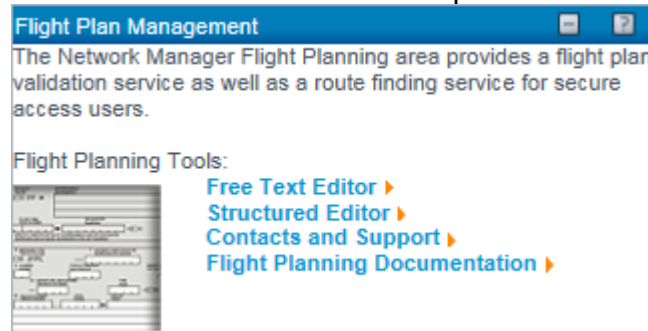 Flight Plan Management
The Network Manager Flight Planning area provides a flight plan
validation service as well as a route finding service for secure
access users.
Flight Planning Tools:
Free Text Editor
Structured Editor
Contacts and Support
Flight Planning Documentation